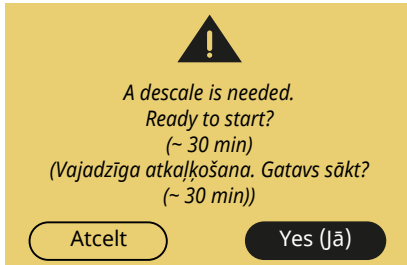 A descale is needed.
Ready to start?
(~ 30 min)
(Vajadzīga atkaļķošana. Gatavs sākt?
(~ 30 min))
Atcelt
Yes (Jā)